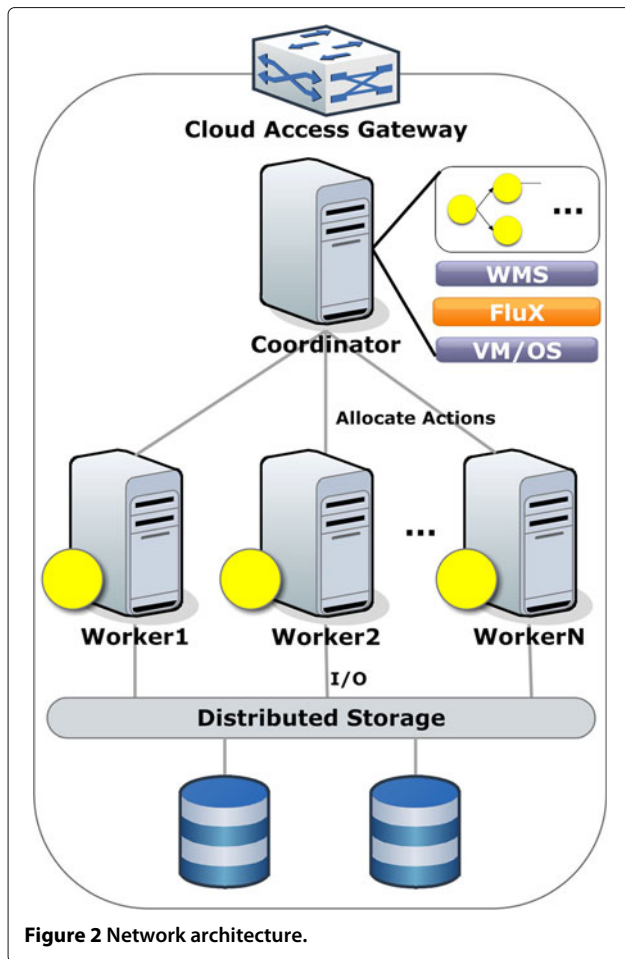 Cloud Access Gateway
...
WMS
FluX
VM/OS
Coordinator
Allocate Actions
...
Worker1
Worker2
WorkerN
I/O
Distributed Storage
Figure 2 Network architecture.